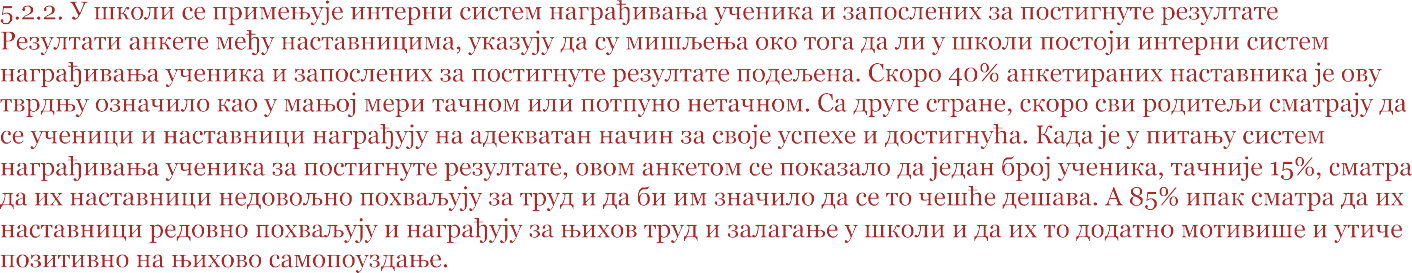 5.2.2. У школи се примењује интерни систем награђивања ученика и запослених за постигнуте резултате
Резултати анкете међу наставницима, указују да су мишљења око тога да ли у школи постоји интерни систем
награђивања ученика и запослених за постигнуте резултате подељена. Скоро 40% анкетираних наставника је ову
тврдњу означило као у мањој мери тачном или потпуно нетачном. Са друге стране, скоро сви родитељи сматрају да
се ученици и наставници награђују на адекватан начин за своје успехе и достигнућа. Када је у питању систем
награђивања ученика за постигнуте резултате, овом анкетом се показало да један број ученика, тачније 15%, сматра
да их наставници недовољно похваљују за труд и да би им значило да се то чешће дешава. А 85% ипак сматра да их
наставници редовно похваљују и награђују за њихов труд и залагање у школи и да их то додатно мотивише и утиче
позитивно на њихово самопоуздање.